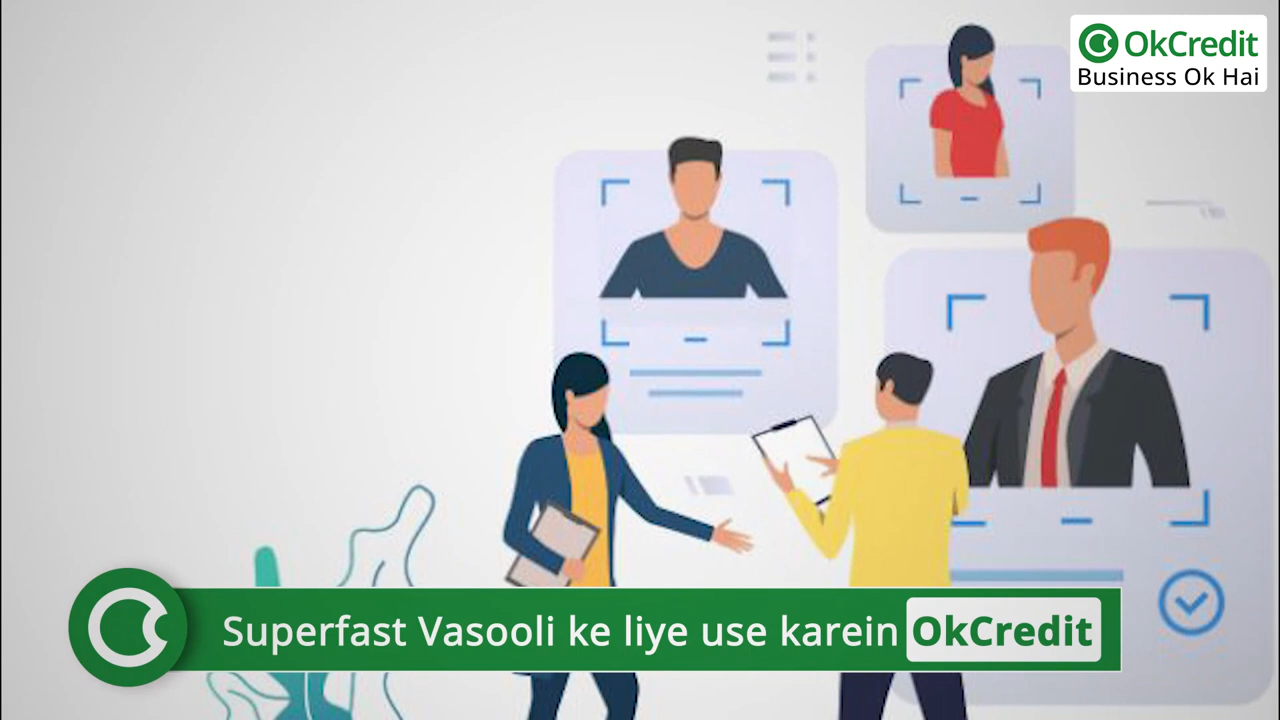 OkCredit
Business Ok Hai
Superfast Vasooli ke liye use karein OkCredit